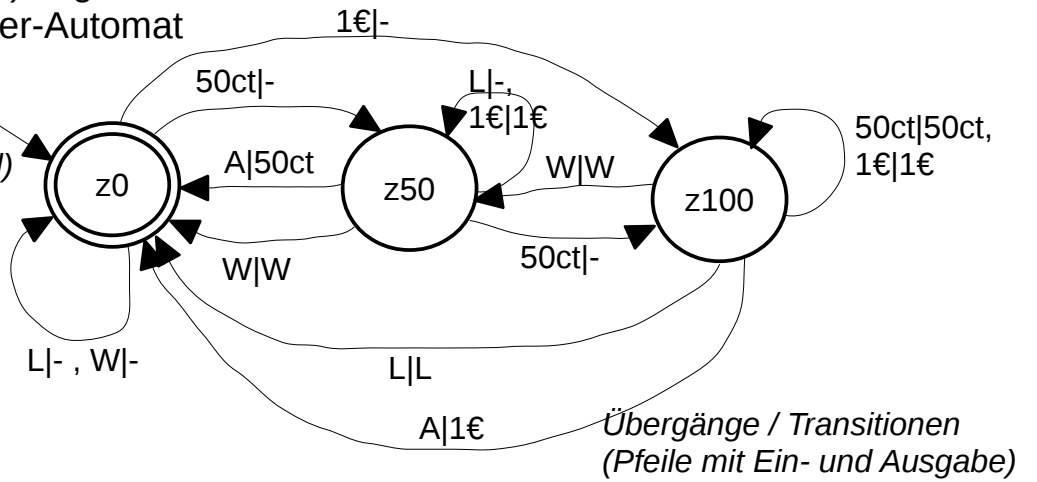 er-Automat
1€|-
50ct|-
L|-,
1€|1€
50ct|50ct,
1€|1€
A|50ct
W|W
z0
z50
z100
W|W
50ct|-
L|- , W|-
L|L
A|1€
Übergänge / Transitionen
(Pfeile mit Ein- und Ausgabe)